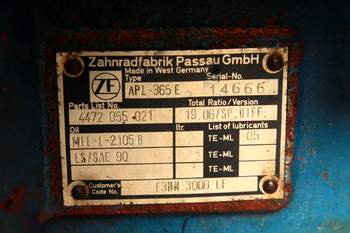 Zahnradfabrik Passau GmbH
Made in West Germany
ZF
Type Serial-No.
APL-365 E 14666
Parts List No. Total Ratio/Version
4472 055 021 19.06/SP.DIFF.
Oil ltr. List of lubricants
MIL-L-2105 B TE-ML 05
LS/SAE 90 TE-ML
TE-ML
Customer's
Code No. 3000